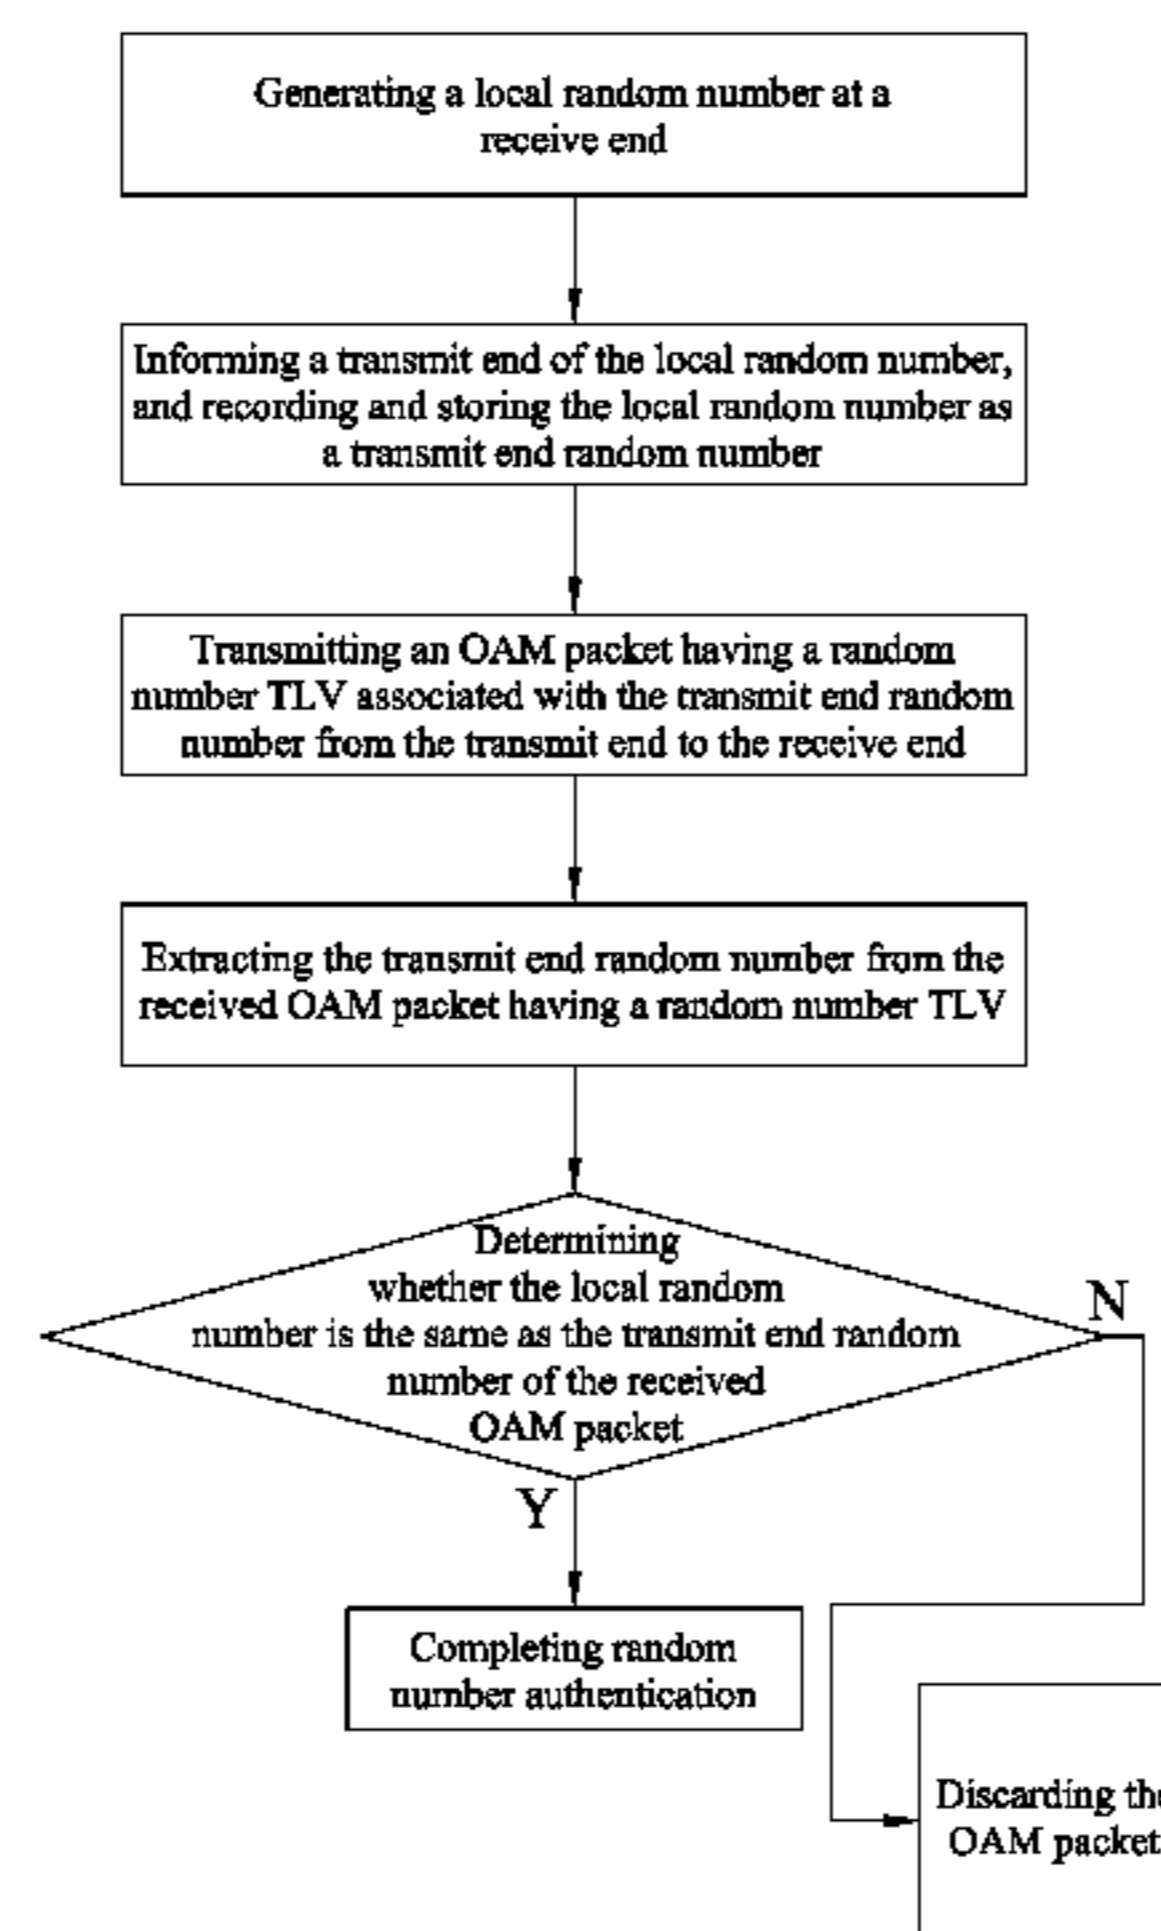 Generating a local random number at a
receive end
Informing a transmit end of the local random number,
and recording and storing the local random number as
a transmit end random number
Transmitting an OAM packet having a random
number TLV associated with the transmit end random
number from the transmit end to the receive end
Extracting the transmit end random number from the
received OAM packet having a random number TLV
Determining
whether the local random
number is the same as the transmit end random
number of the received
OAM packet
N
Y
Completing random
number authentication
Discarding the
OAM packet